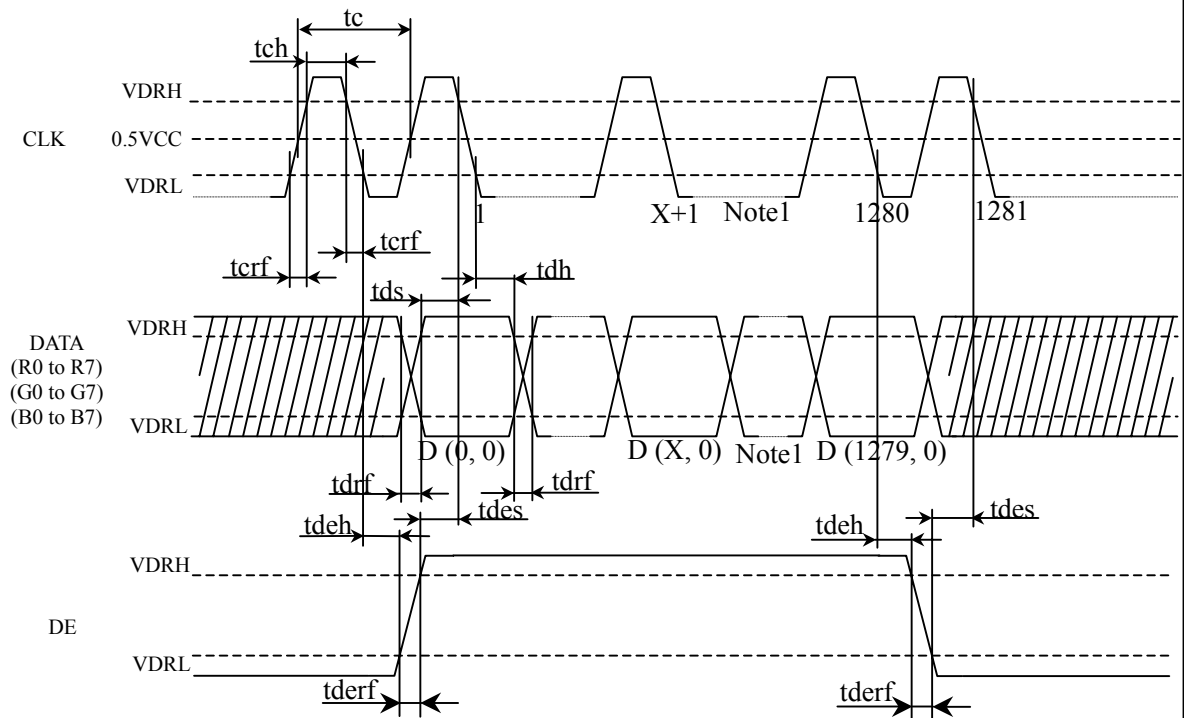 tc
tch
VDRH
CLK 0.5VCC
VDRL
1 X+1 Note1 1280 1281
tcrf
tcrf tdh
tds
VDRH
DATA
(R0 to R7)
(G0 to G7)
(B0 to B7)
VDRL
D (0, 0) D (X, 0) Note1 D (1279, 0)
tdrf tdrf
tdeh tdes tdeh tdes
VDRH
DE
VDRL
tderf tderf